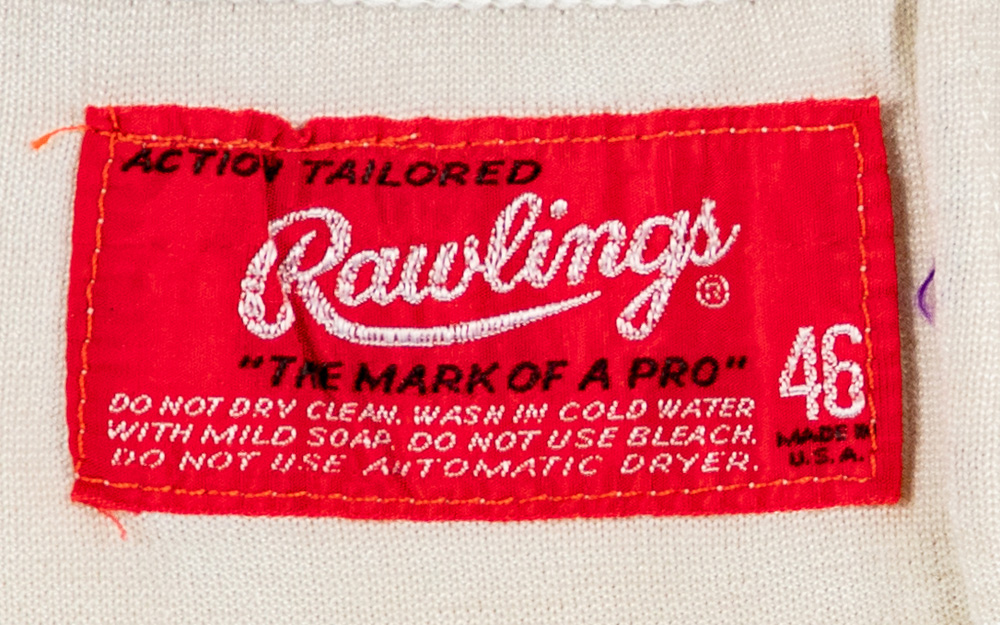 ACTION TAILORED
Rawlings ®
"THE MARK OF A PRO"
46
DO NOT DRY CLEAN. WASH IN COLD WATER
WITH MILD SOAP. DO NOT USE BLEACH.
DO NOT USE AUTOMATIC DRYER.
MADE IN
U.S.A.